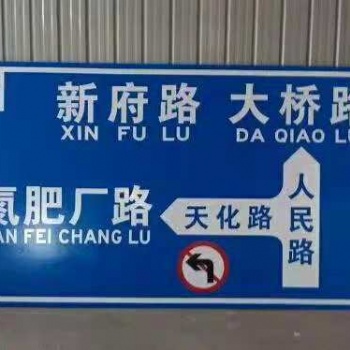 新府路 大桥路
XIN FU LU DA QIAO LU
氮肥厂路
AN FEI CHANG LU
天化路
人民路